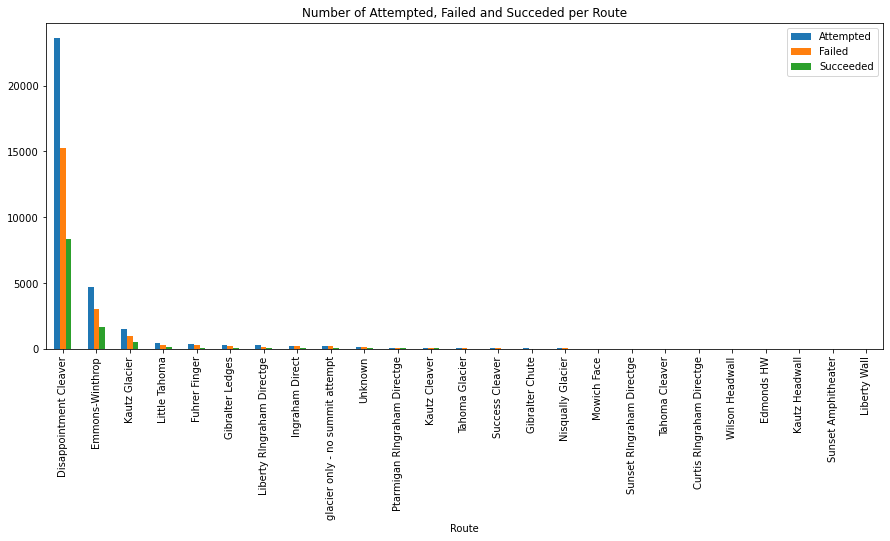 Number of Attempted, Failed and Succeded per Route
Attempted
Failed
Succeeded
20000
15000
10000
5000
0
Disappointment Cleaver
Emmons-Winthrop
Kautz Glacier
Little Tahoma
Fuhrer Finger
Gibralter Ledges
Liberty RIngraham Directge
Ingraham Direct
glacier only - no summit attempt
Unknown
Ptarmigan RIngraham Directge
Kautz Cleaver
Tahoma Glacier
Success Cleaver
Gibralter Chute
Nisqually Glacier
Mowich Face
Sunset RIngraham Directge
Tahoma Cleaver
Curtis RIngraham Directge
Wilson Headwall
Edmonds HW
Kautz Headwall
Sunset Amphitheater
Liberty Wall
Route